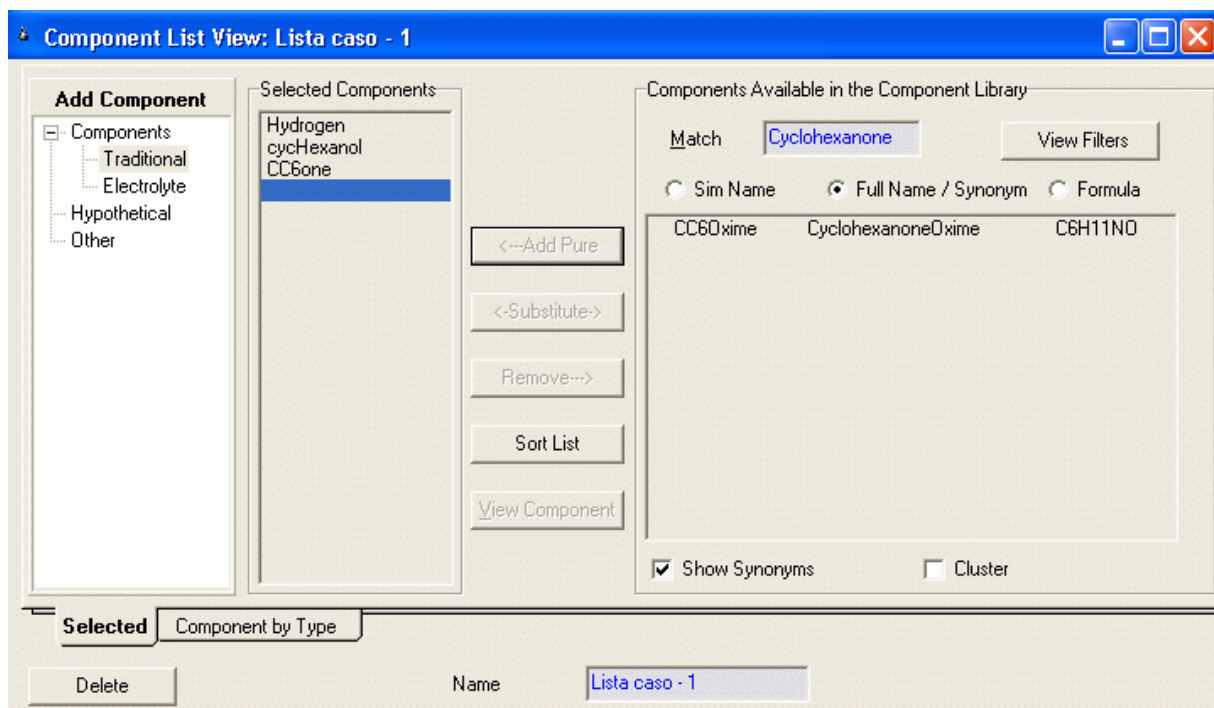 Component List View: Lista caso - 1
Add Component
Components
Traditional
Electrolyte
Hypothetical
Other
Selected Components
Hydrogen
cycHexanol
CC6one
<---Add Pure
<-Substitute->
Remove--->
Sort List
View Component
Components Available in the Component Library
Match Cyclohexanone View Filters
Sim Name Full Name / Synonym Formula
CC6Oxime CyclohexanoneOxime C6H11NO
Show Synonyms Cluster
Selected Component by Type
Delete Name Lista caso - 1